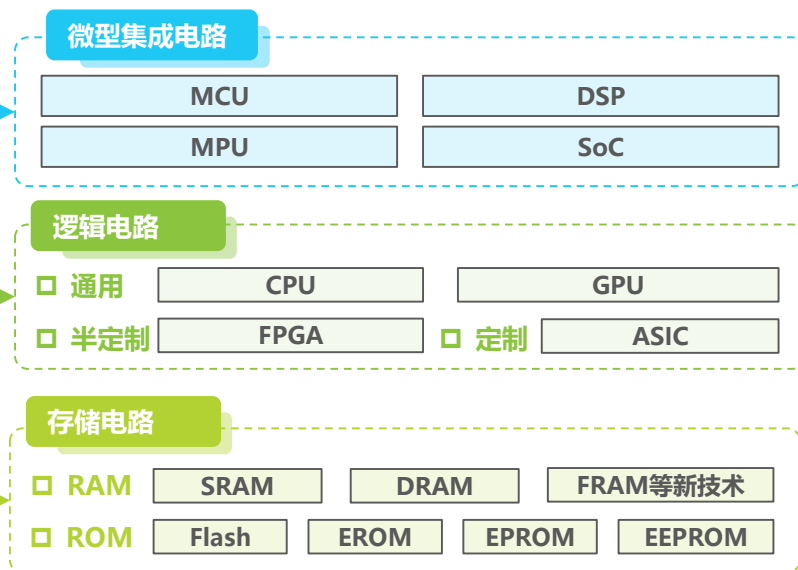 微型集成电路
MCU DSP
MPU SoC
逻辑电路
通用 CPU GPU
半定制 FPGA 定制 ASIC
存储电路
RAM SRAM DRAM FRAM等新技术
ROM Flash EROM EPROM EEPROM